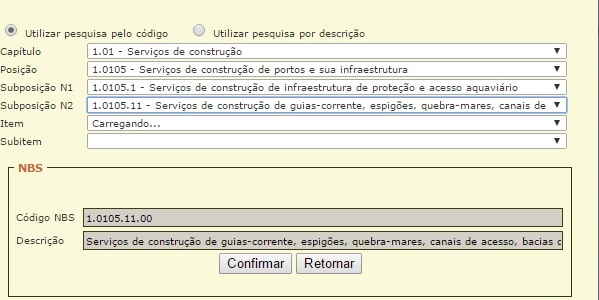 Utilizar pesquisa pelo código Utilizar pesquisa por descrição
Capítulo 1.01 - Serviços de construção
Posição 1.0105 - Serviços de construção de portos e sua infraestrutura
Subposição N1 1.0105.1 - Serviços de construção de infraestrutura de proteção e acesso aquaviário
Subposição N2 1.0105.11 - Serviços de construção de guias-corrente, espigões, quebra-mares, canais de
Item Carregando...
Subitem
NBS
Código NBS 1.0105.11.00
Descrição Serviços de construção de guias-corrente, espigões, quebra-mares, canais de acesso, bacias
Confirmar Retornar